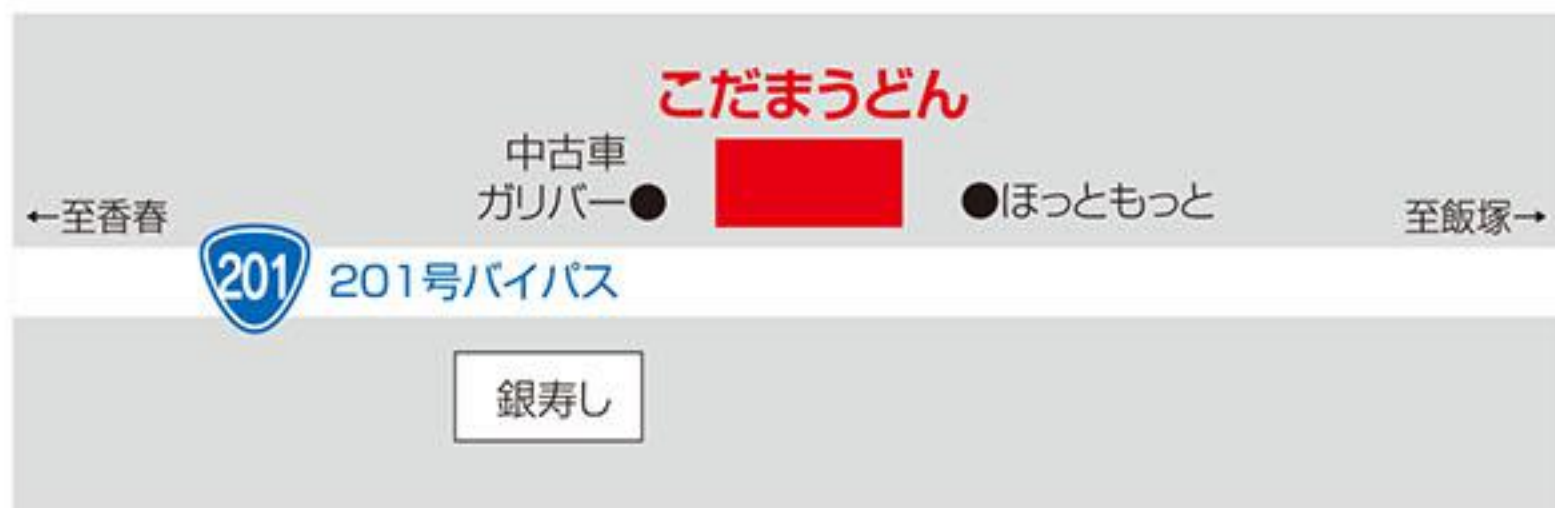 こだまうどん
中古車
ガリバー
ほっともっと
←至香春
至飯塚→
201
201号バイパス
銀寿し